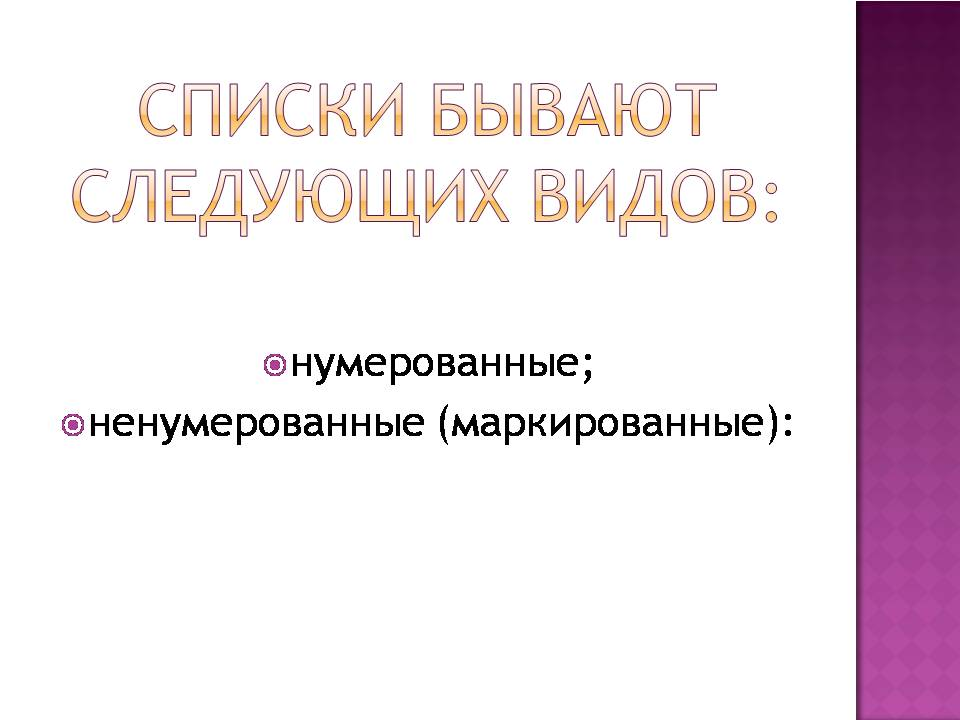 СПИСКИ БЫВАЮТ
СЛЕДУЮЩИХ ВИДОВ:
нумерованные;
ненумерованные (маркированные):